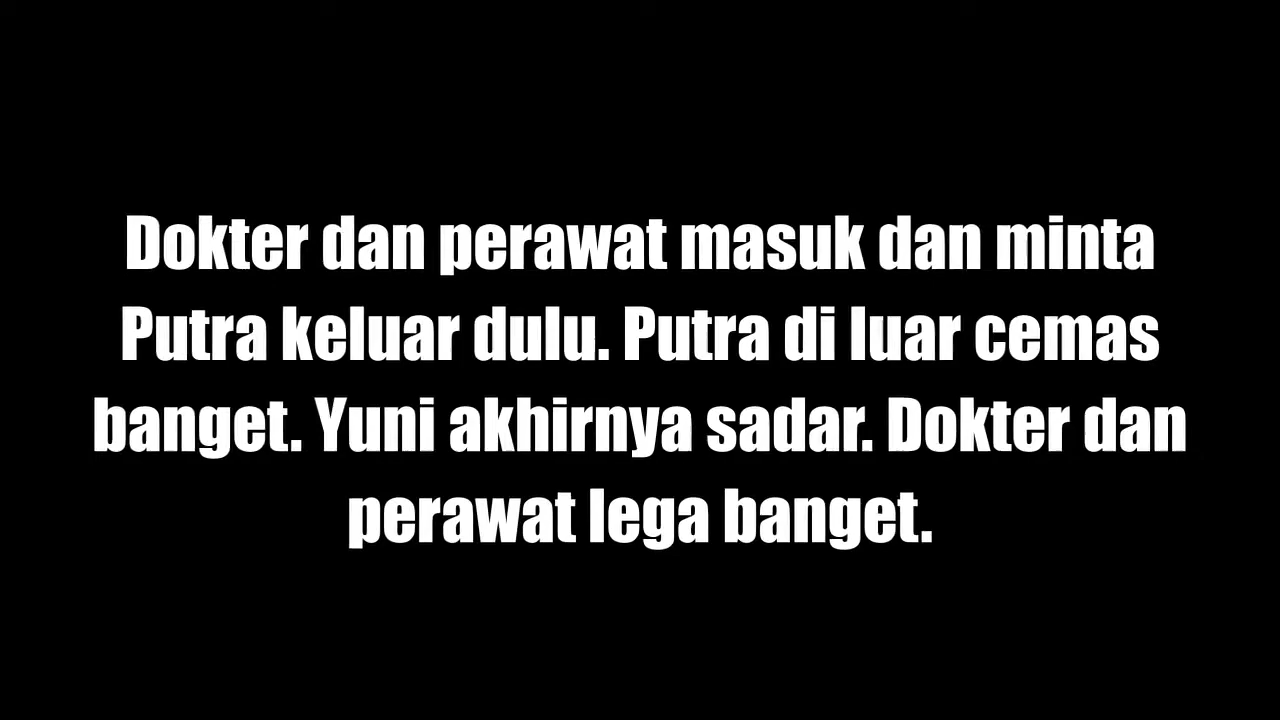 Dokter dan perawat masuk dan minta
Putra keluar dulu. Putra di luar cemas
banget. Yuni akhirnya sadar. Dokter dan
perawat lega banget.